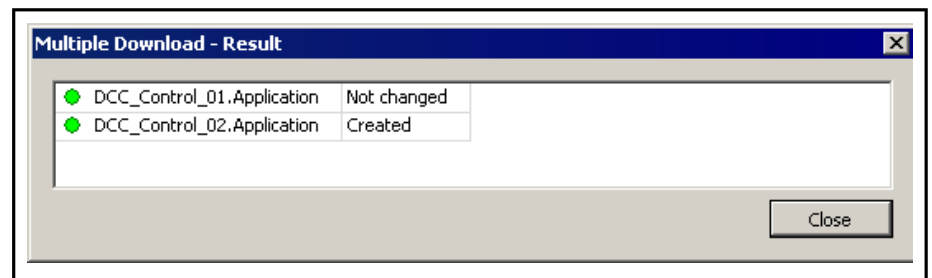 Multiple Download - Result
DCC_Control_01.Application Not changed
DCC_Control_02.Application Created
Close